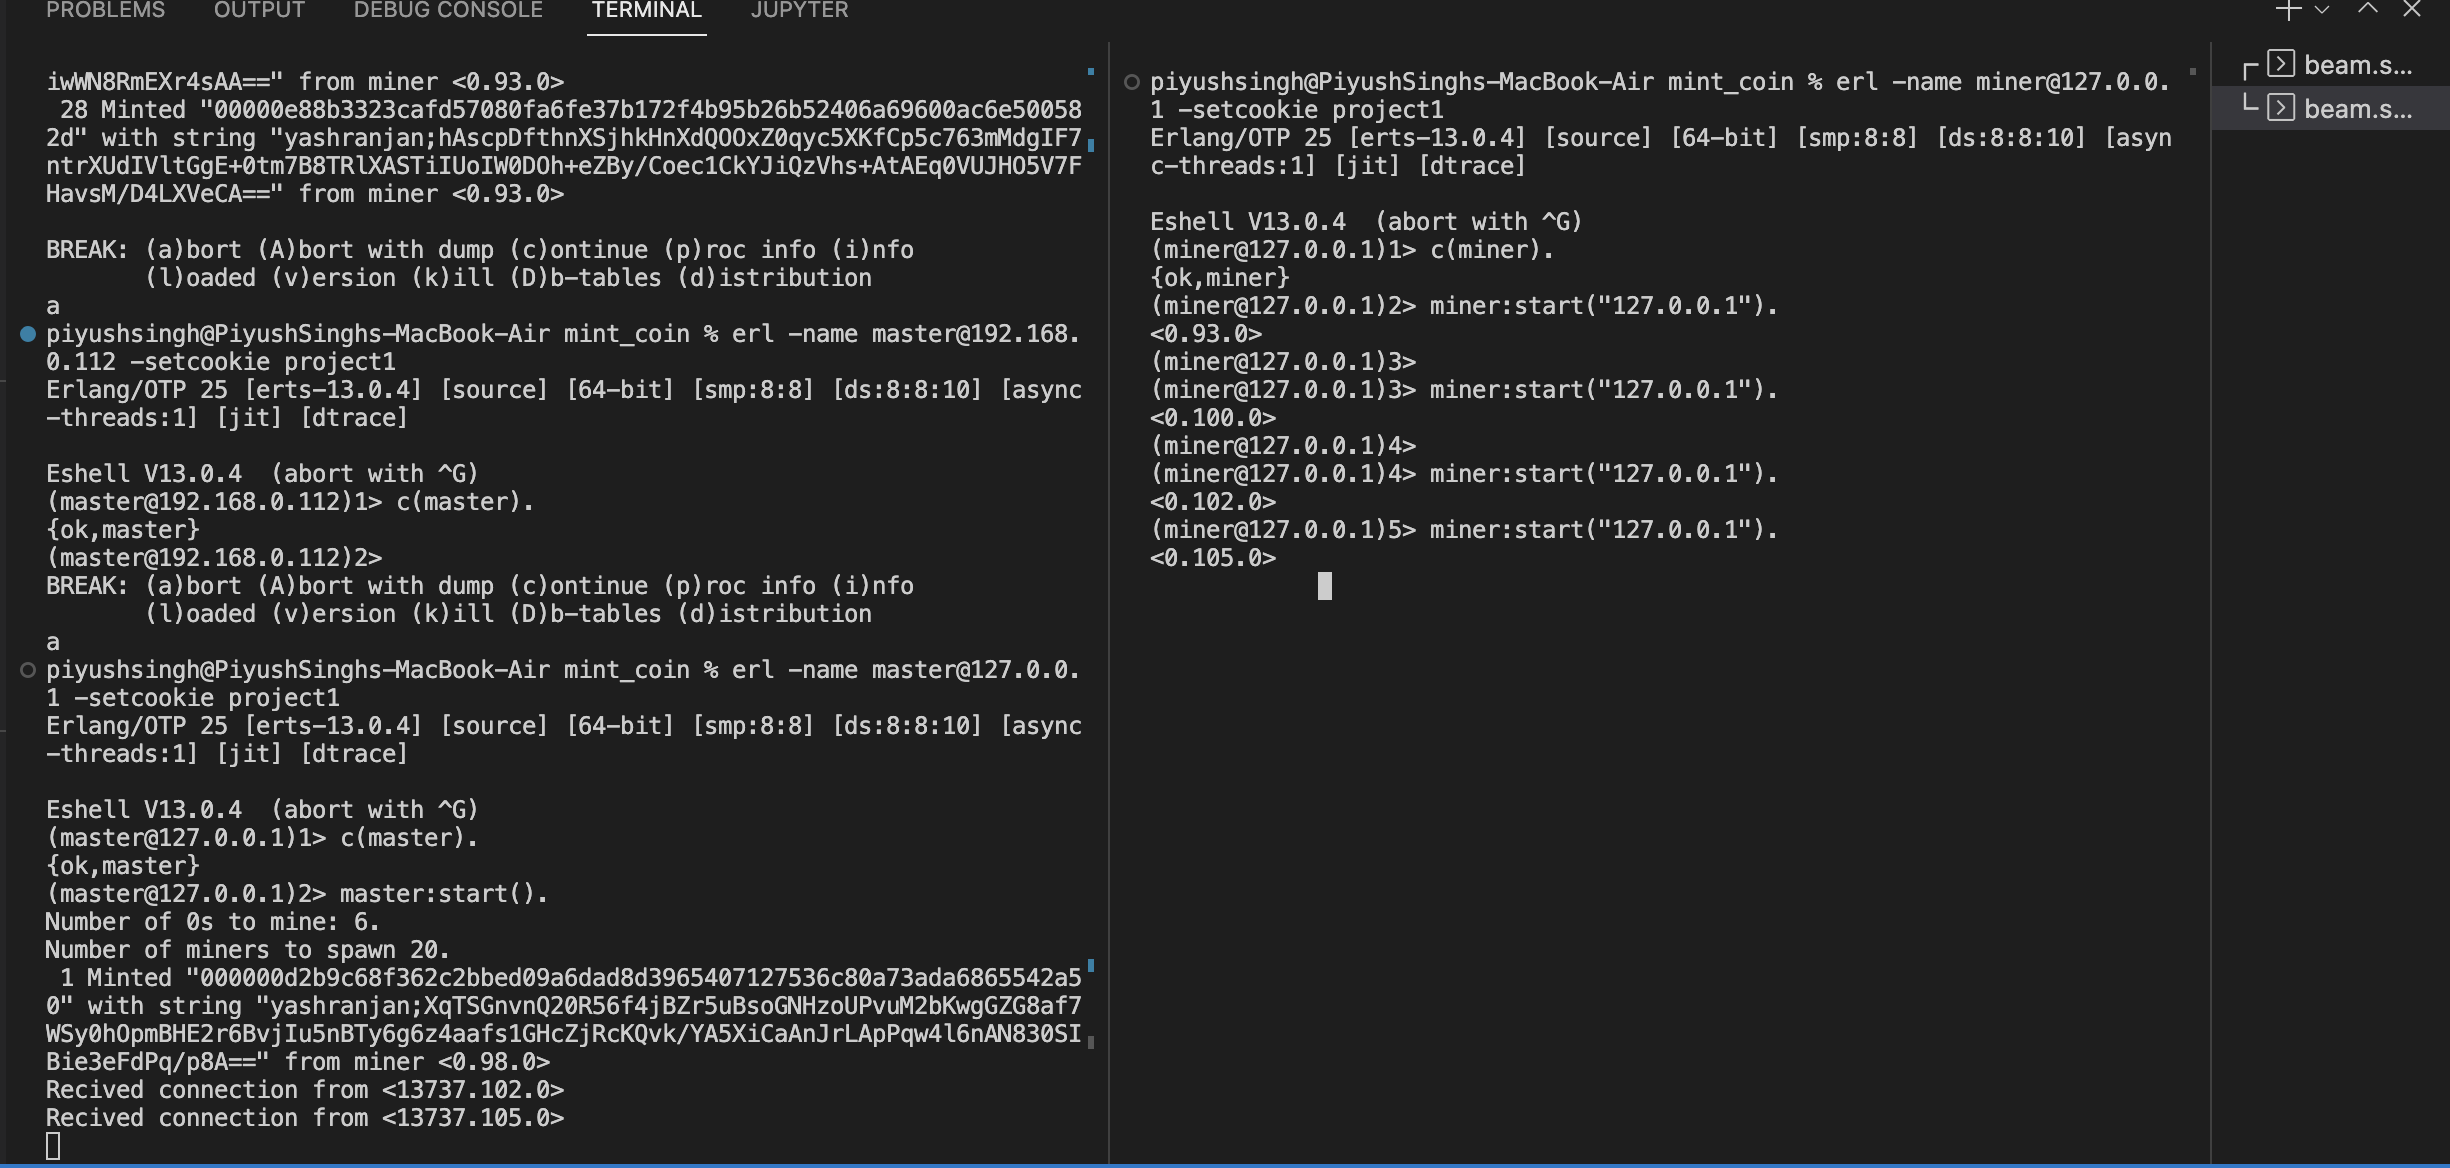 PROBLEMS OUTPUT DEBUG CONSOLE TERMINAL JUPYTER
iwWN8RmEXr4sAA==" from miner <0.93.0>
 28 Minted "00000e88b3323cafd57080fa6fe37b172f4b95b26b52406a69600ac6e50058
2d" with string "yashranjan;hAscpDfthnXSjhkHnXdQOOxZ0qyc5XKfCp5c763mMdgIF7
ntrXUdIVltGgE+0tm7B8TRlXASTiIUoIW0DOh+eZBy/Coec1CkYJiQzVhs+AtAEq0VUJHO5V7F
HavsM/D4LXVeCA==" from miner <0.93.0>
BREAK: (a)bort (A)bort with dump (c)ontinue (p)roc info (i)nfo
       (l)oaded (v)ersion (k)ill (D)b-tables (d)istribution
a
piyushsingh@PiyushSinghs-MacBook-Air mint_coin % erl -name master@192.168.
0.112 -setcookie project1
Erlang/OTP 25 [erts-13.0.4] [source] [64-bit] [smp:8:8] [ds:8:8:10] [async
-threads:1] [jit] [dtrace]
Eshell V13.0.4  (abort with ^G)
(master@192.168.0.112)1> c(master).
{ok,master}
(master@192.168.0.112)2>
BREAK: (a)bort (A)bort with dump (c)ontinue (p)roc info (i)nfo
       (l)oaded (v)ersion (k)ill (D)b-tables (d)istribution
a
piyushsingh@PiyushSinghs-MacBook-Air mint_coin % erl -name master@127.0.0.
1 -setcookie project1
Erlang/OTP 25 [erts-13.0.4] [source] [64-bit] [smp:8:8] [ds:8:8:10] [async
-threads:1] [jit] [dtrace]
Eshell V13.0.4  (abort with ^G)
(master@127.0.0.1)1> c(master).
{ok,master}
(master@127.0.0.1)2> master:start().
Number of 0s to mine: 6.
Number of miners to spawn 20.
 1 Minted "000000d2b9c68f362c2bbed09a6dad8d3965407127536c80a73ada6865542a5
0" with string "yashranjan;XqTSGnvnQ20R56f4jBZr5uBsoGNHzoUPvuM2bKwgGZG8af7
WSy0hOpmBHE2r6BvjIu5nBTy6g6z4aafs1GHcZjRcKQvk/YA5XiCaAnJrLApPqw4l6nAN830SI
Bie3eFdPq/p8A==" from miner <0.98.0>
Recived connection from <13737.102.0>
Recived connection from <13737.105.0>
piyushsingh@PiyushSinghs-MacBook-Air mint_coin % erl -name miner@127.0.0.
1 -setcookie project1
Erlang/OTP 25 [erts-13.0.4] [source] [64-bit] [smp:8:8] [ds:8:8:10] [asyn
c-threads:1] [jit] [dtrace]
Eshell V13.0.4  (abort with ^G)
(miner@127.0.0.1)1> c(miner).
{ok,miner}
(miner@127.0.0.1)2> miner:start("127.0.0.1").
<0.93.0>
(miner@127.0.0.1)3>
(miner@127.0.0.1)3> miner:start("127.0.0.1").
<0.100.0>
(miner@127.0.0.1)4>
(miner@127.0.0.1)4> miner:start("127.0.0.1").
<0.102.0>
(miner@127.0.0.1)5> miner:start("127.0.0.1").
<0.105.0>
beam.s...
beam.s...